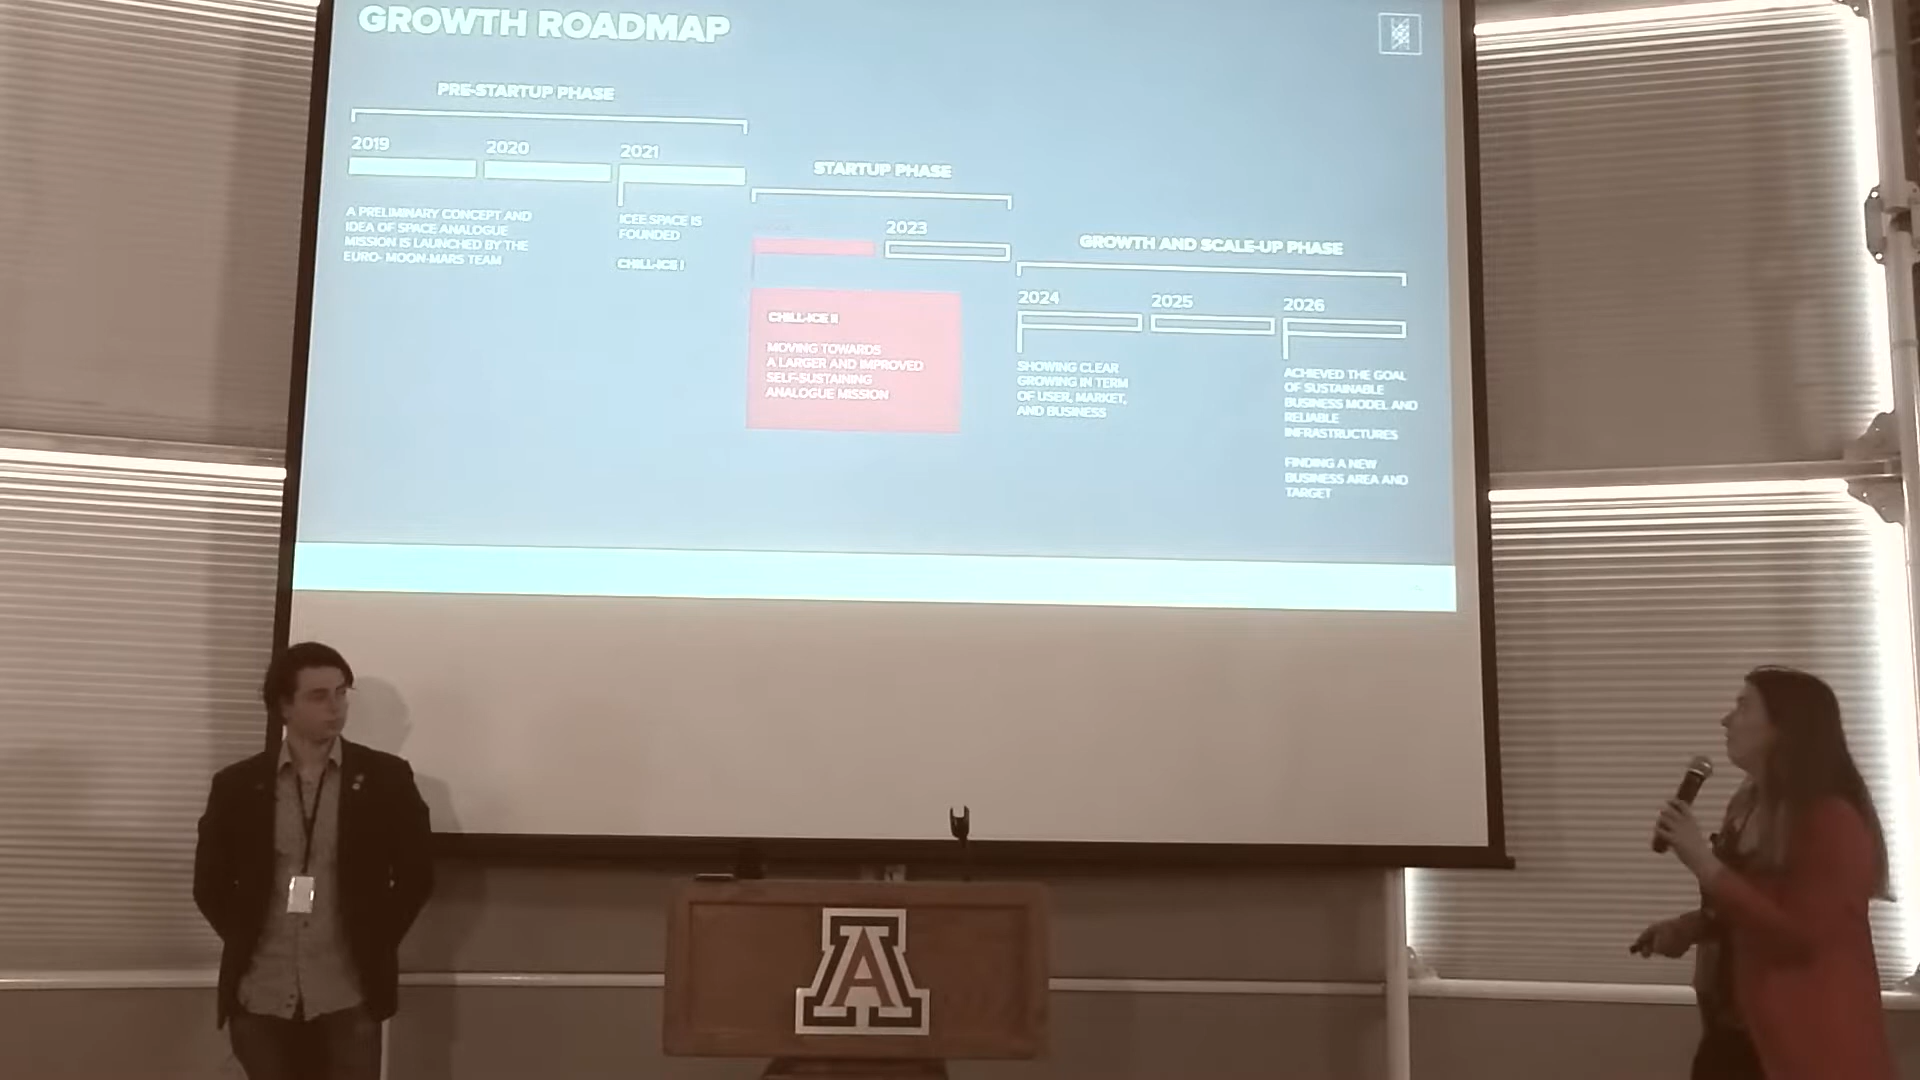 GROWTH ROADMAP
PRE-STARTUP PHASE
2019
2020
2021
A PRELIMINARY CONCEPT AND
IDEA OF SPACE ANALOGUE
MISSION IS LAUNCHED BY THE
EURO- MOON-MARS TEAM
ICEE SPACE IS
FOUNDED
CHILL-ICE I
STARTUP PHASE
2023
CHILL-ICE II
MOVING TOWARDS
A LARGER AND IMPROVED
SELF-SUSTAINING
ANALOGUE MISSION
GROWTH AND SCALE-UP PHASE
2024
2025
2026
SHOWING CLEAR
GROWING IN TERM
OF USER, MARKET,
AND BUSINESS
ACHIEVED THE GOAL
OF SUSTAINABLE
BUSINESS MODEL AND
RELIABLE
INFRASTRUCTURES
FINDING A NEW
BUSINESS AREA AND
TARGET
A